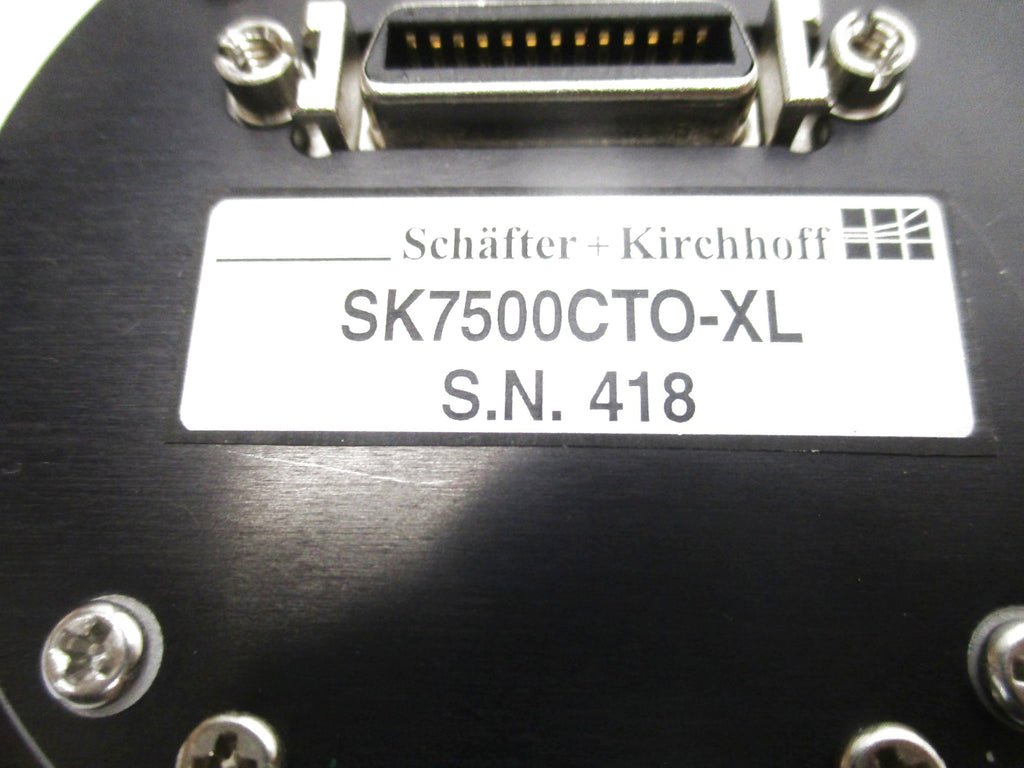 Schäfter + Kirchhoff
SK7500CTO-XL
S.N. 418